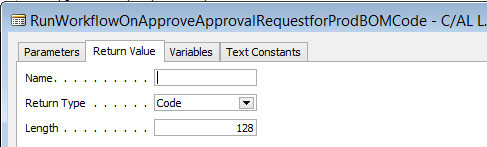 RunWorkflowOnApproveApprovalRequestforProdBOMCode - C/AL L.
Parameters Return Value Variables Text Constants
Name. . . . . . . . . .
Return Type . . . . . . Code
Length . . . . . . . . . 128